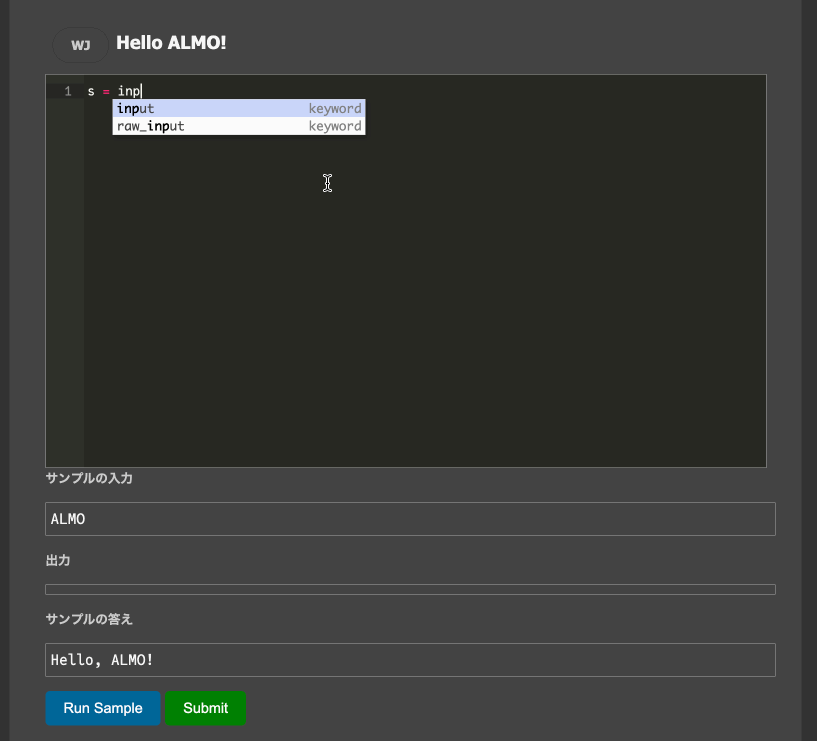 WJ Hello ALMO!
1 s = inp
input keyword
raw_input keyword
サンプルの入力
ALMO
出力
サンプルの答え
Hello, ALMO!
Run Sample Submit